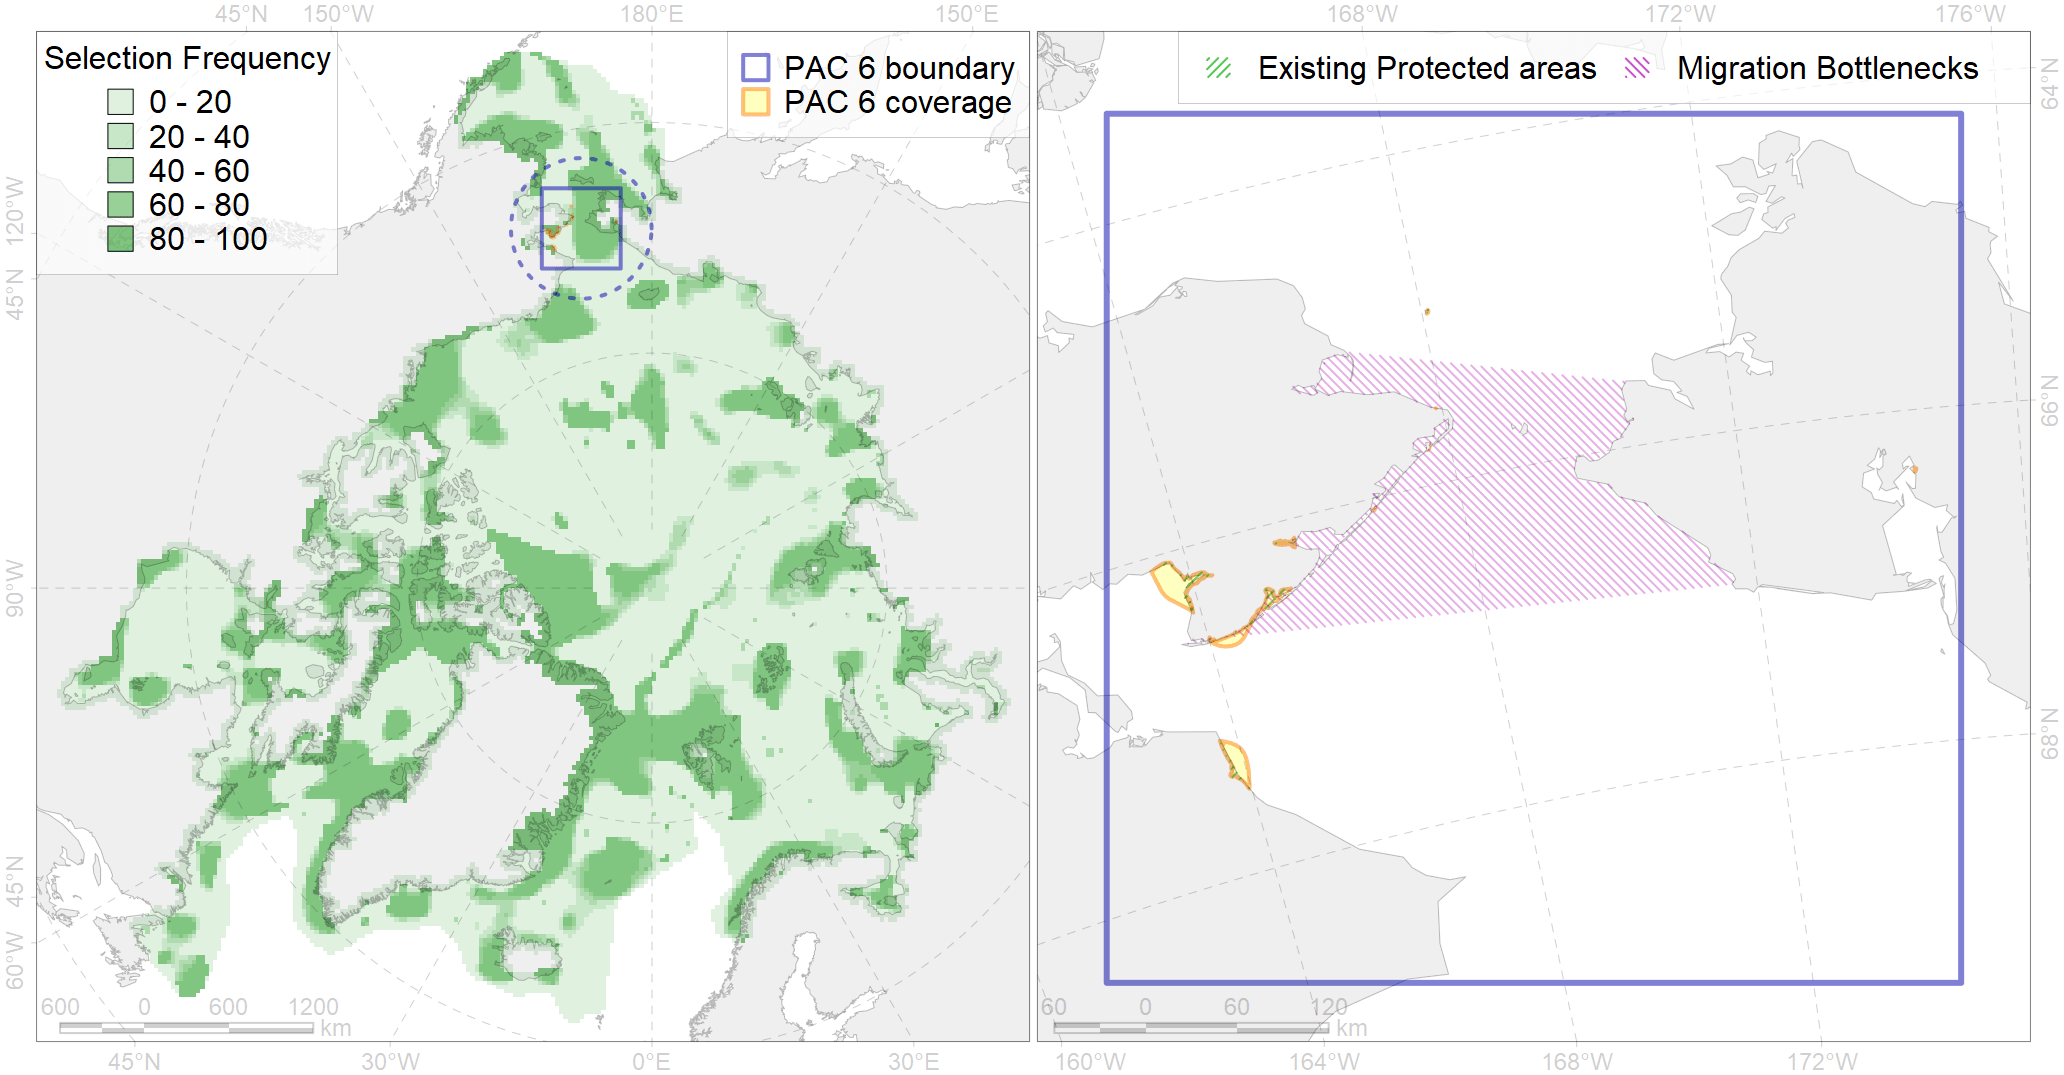 45°N 150°W 180°E 150°E 168°W 172°W 176°W
Selection Frequency
0 - 20
20 - 40
40 - 60
60 - 80
80 - 100
PAC 6 boundary
PAC 6 coverage
Existing Protected areas Migration Bottlenecks
120°W
45°N
90°W
45°N
60°W
64°N
66°N
68°N
600 0 600 1200
km
60 0 60 120
km
45°N 30°W 0°E 30°E 160°W 164°W 168°W 172°W